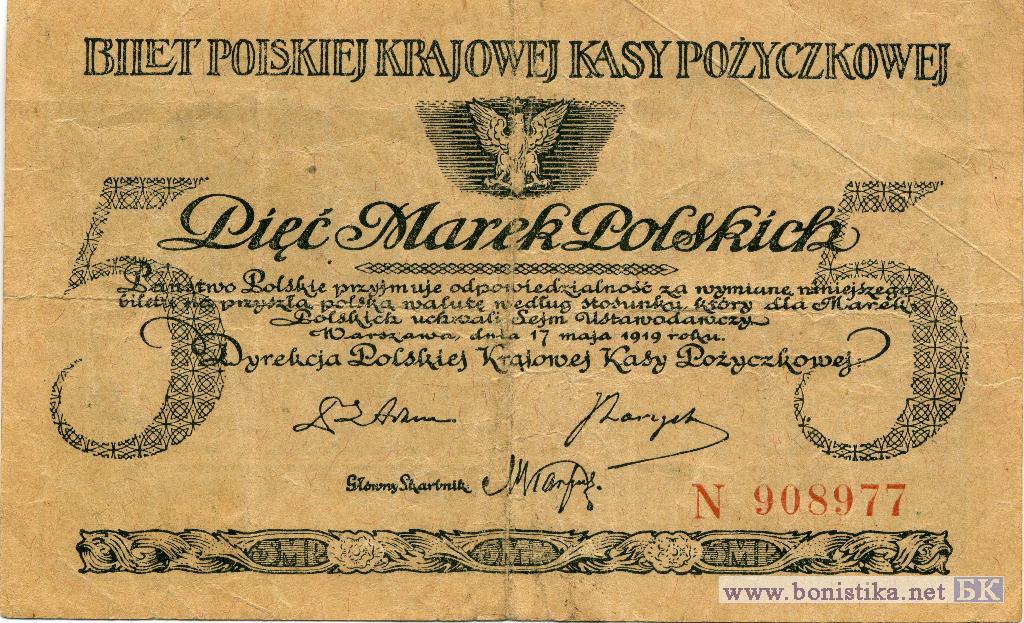 BILET POLSKIEJ KRAJOWEJ KASY POŻYCZKOWEJ
5 Pięć Marek Polskich 5
Państwo Polskie przyjmuje odpowiedzialność za wymianę niniejszego
biletu na przyszłą polską walutę według stosunku, który dla Marek
Polskich uchwali Sejm Ustawodawczy.
Warszawa, dnia 17 maja 1919 roku.
Dyrekcja Polskiej Krajowej Kasy Pożyczkowej
Główny Skarbnik
N 908977
5MP 5MP 5MP
www.bonistika.net БК